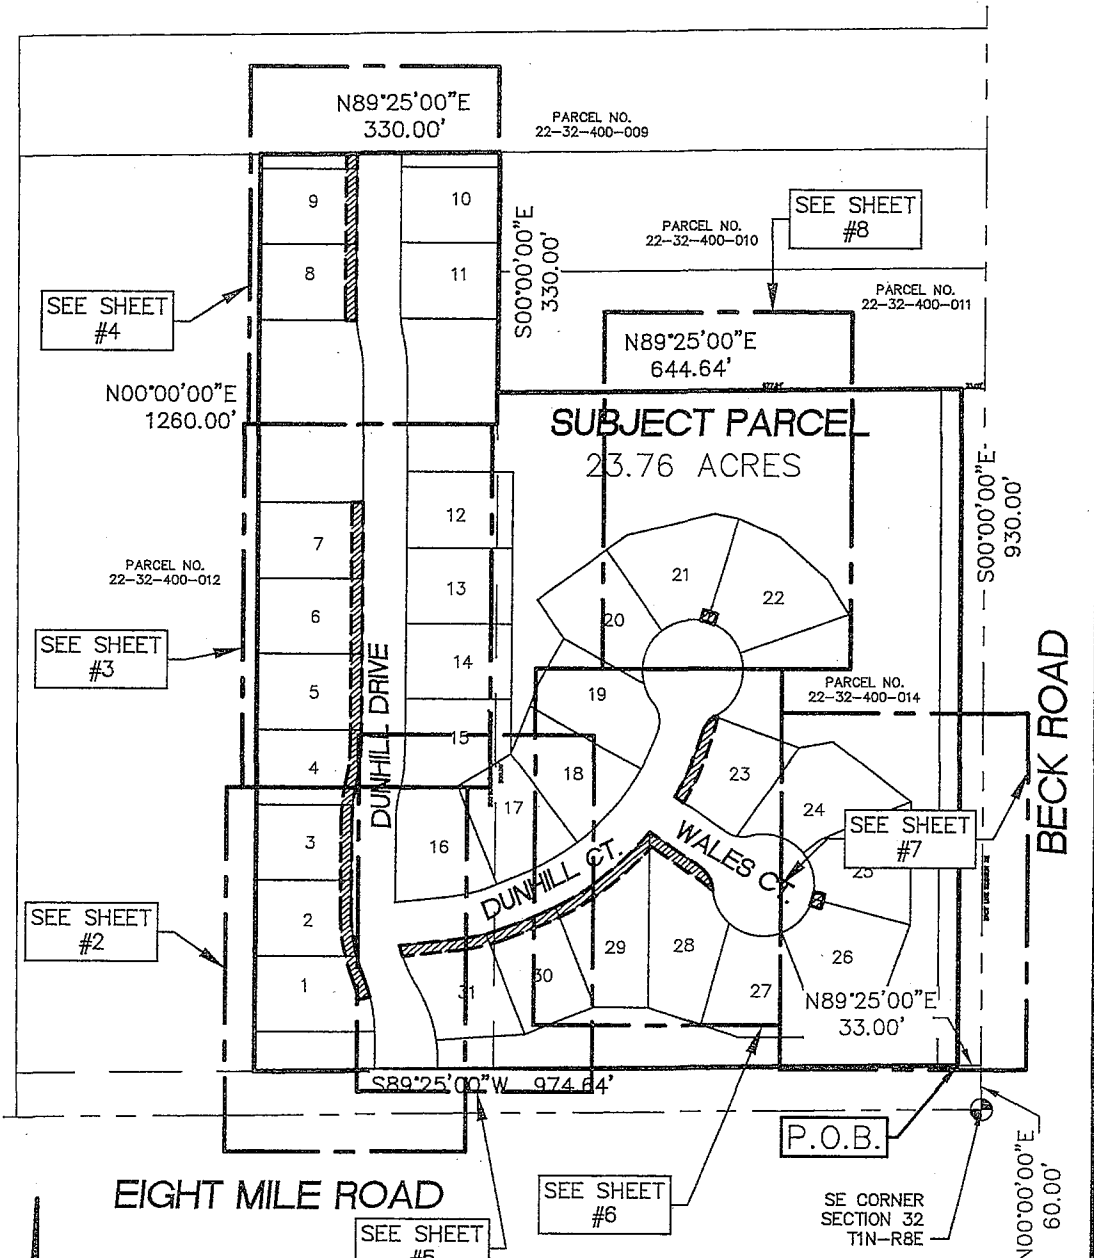 N89°25'00"E
330.00'
PARCEL NO.
22-32-400-009
9
10
SEE SHEET
#8
PARCEL NO.
22-32-400-010
S00°00'00"E
330.00'
8
11
PARCEL NO.
22-32-400-011
SEE SHEET
#4
N89°25'00"E
644.64'
N00°00'00"E
1260.00'
SUBJECT PARCEL
23.76 ACRES
S00°00'00"E
930.00'
12
7
PARCEL NO.
22-32-400-012
13
21
22
6
20
SEE SHEET
#3
14
5
19
PARCEL NO.
22-32-400-014
DUNHILL DRIVE
BECK ROAD
15
4
18
23
17
24
3
16
SEE SHEET
#7
WALES CT.
DUNHILL CT.
25
SEE SHEET
#2
2
29
28
26
1
30
31
27
N89°25'00"E
33.00'
S89°25'00"W 974.64'
P.O.B.
EIGHT MILE ROAD
SEE SHEET
#6
SE CORNER
SECTION 32
T1N-R8E
N00°00'00"E
60.00'
SEE SHEET
#5